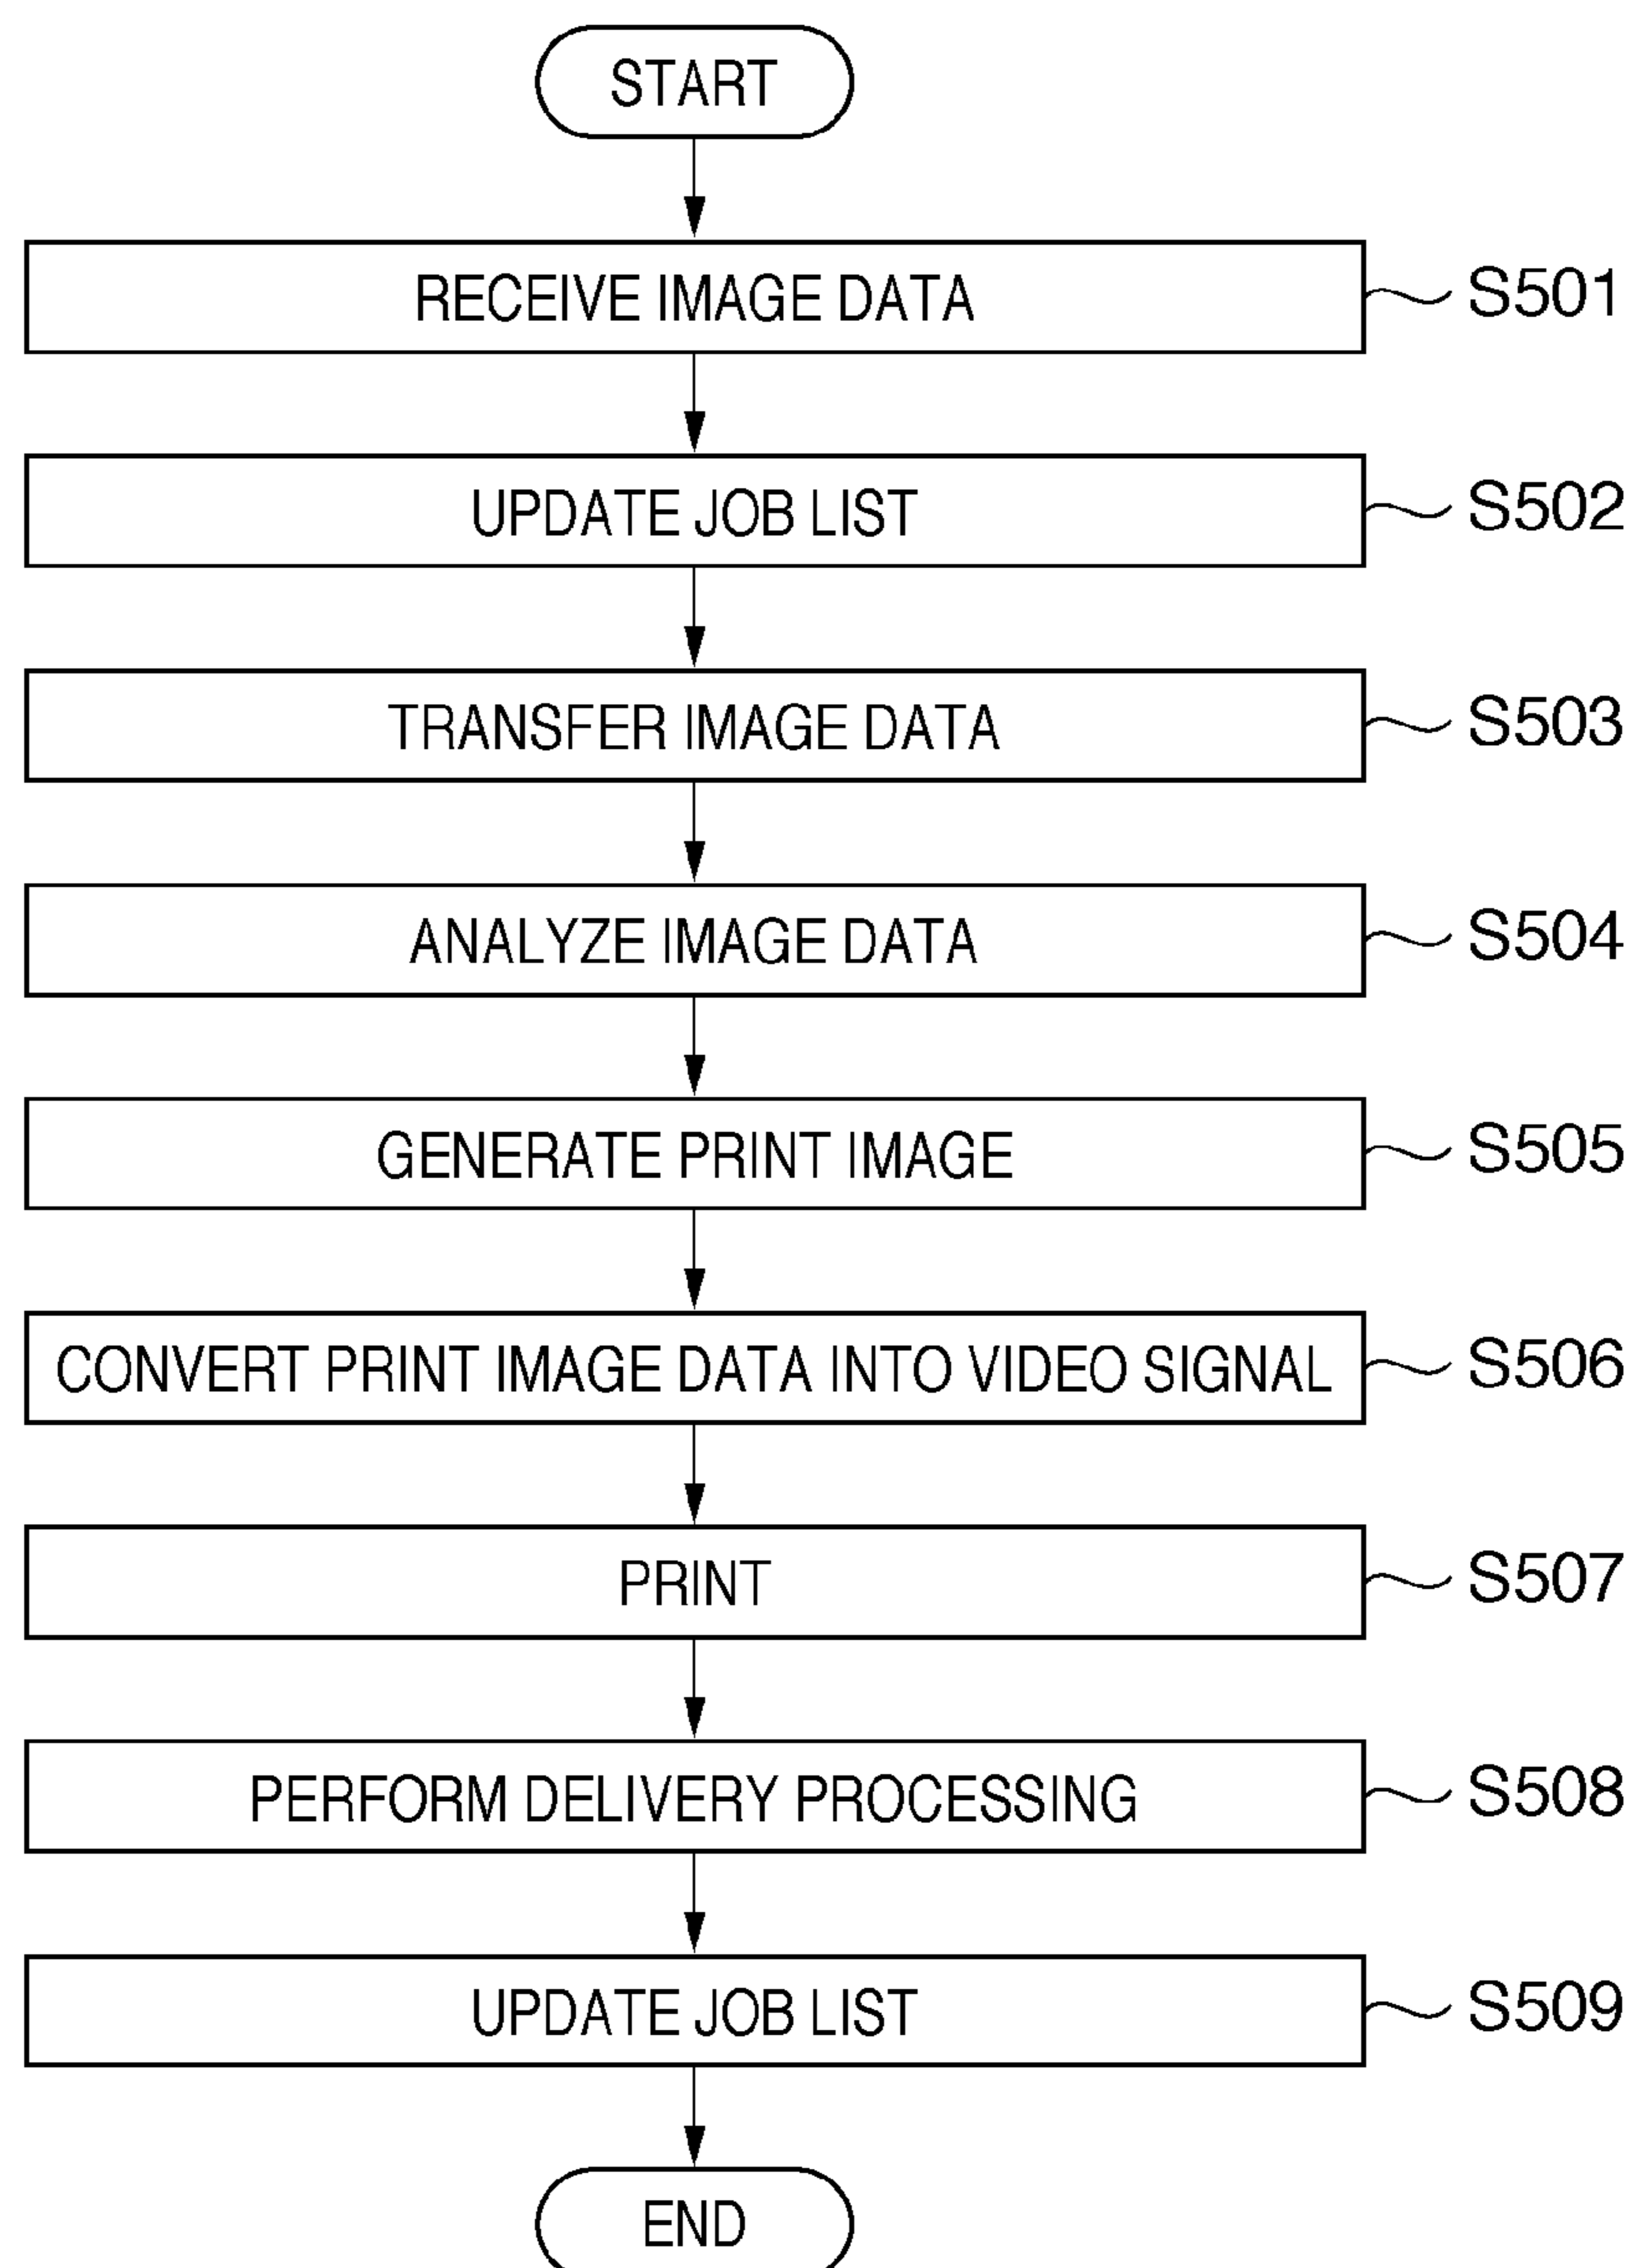 START
RECEIVE IMAGE DATA S501
UPDATE JOB LIST S502
TRANSFER IMAGE DATA S503
ANALYZE IMAGE DATA S504
GENERATE PRINT IMAGE S505
CONVERT PRINT IMAGE DATA INTO VIDEO SIGNAL S506
PRINT S507
PERFORM DELIVERY PROCESSING S508
UPDATE JOB LIST S509
END